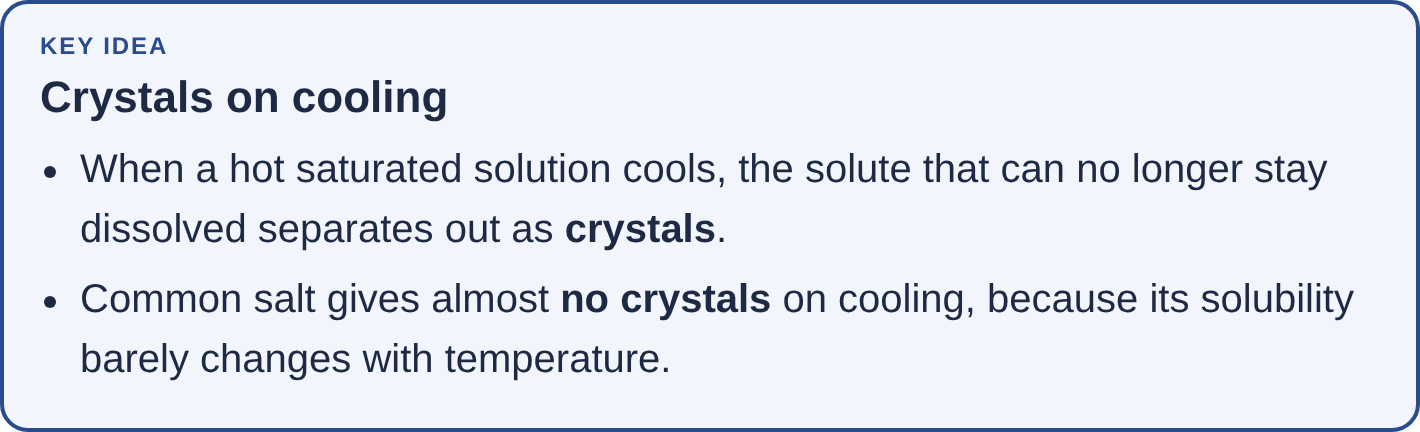 KEY IDEA
Crystals on cooling
• When a hot saturated solution cools, the solute that can no longer stay
dissolved separates out as crystals.
• Common salt gives almost no crystals on cooling, because its solubility
barely changes with temperature.